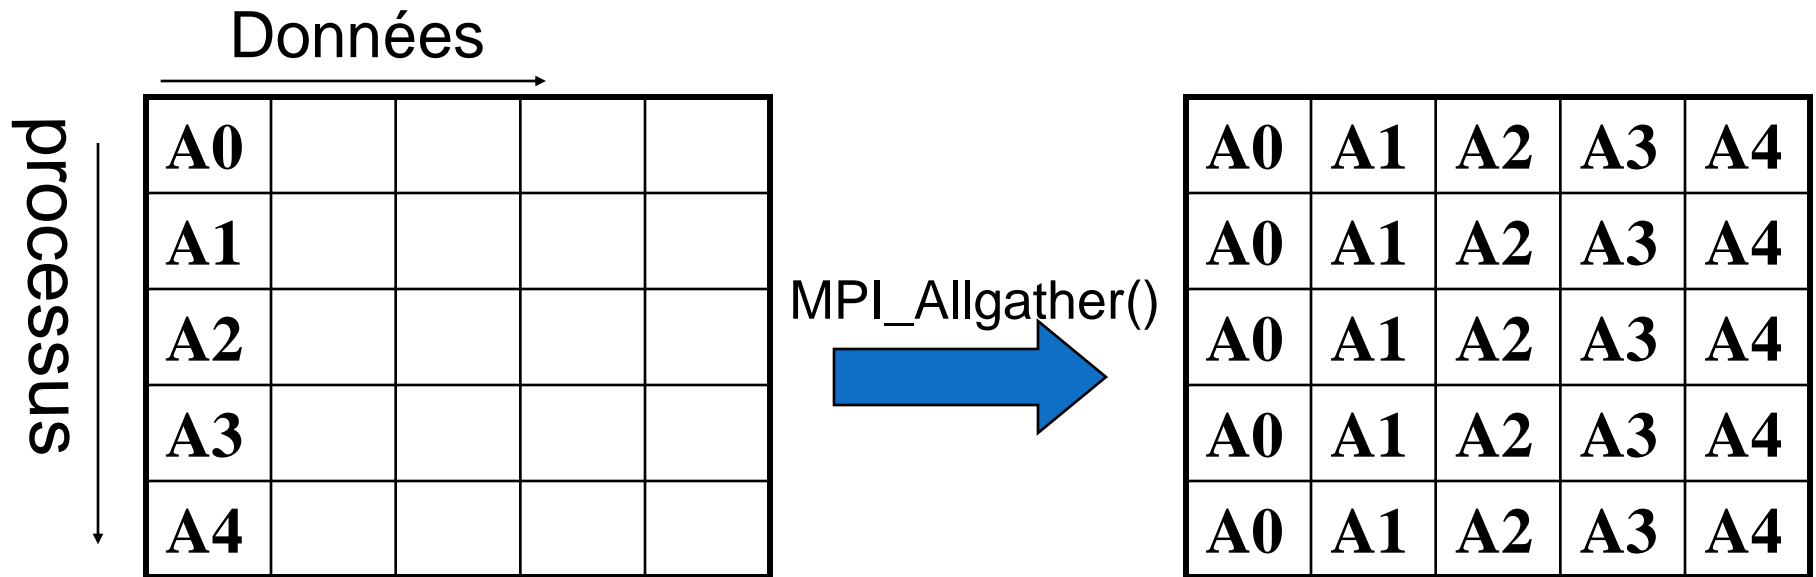 Données
processus
A0
A1
A2
A3
A4
MPI_Allgather()
A0 A1 A2 A3 A4
A0 A1 A2 A3 A4
A0 A1 A2 A3 A4
A0 A1 A2 A3 A4
A0 A1 A2 A3 A4